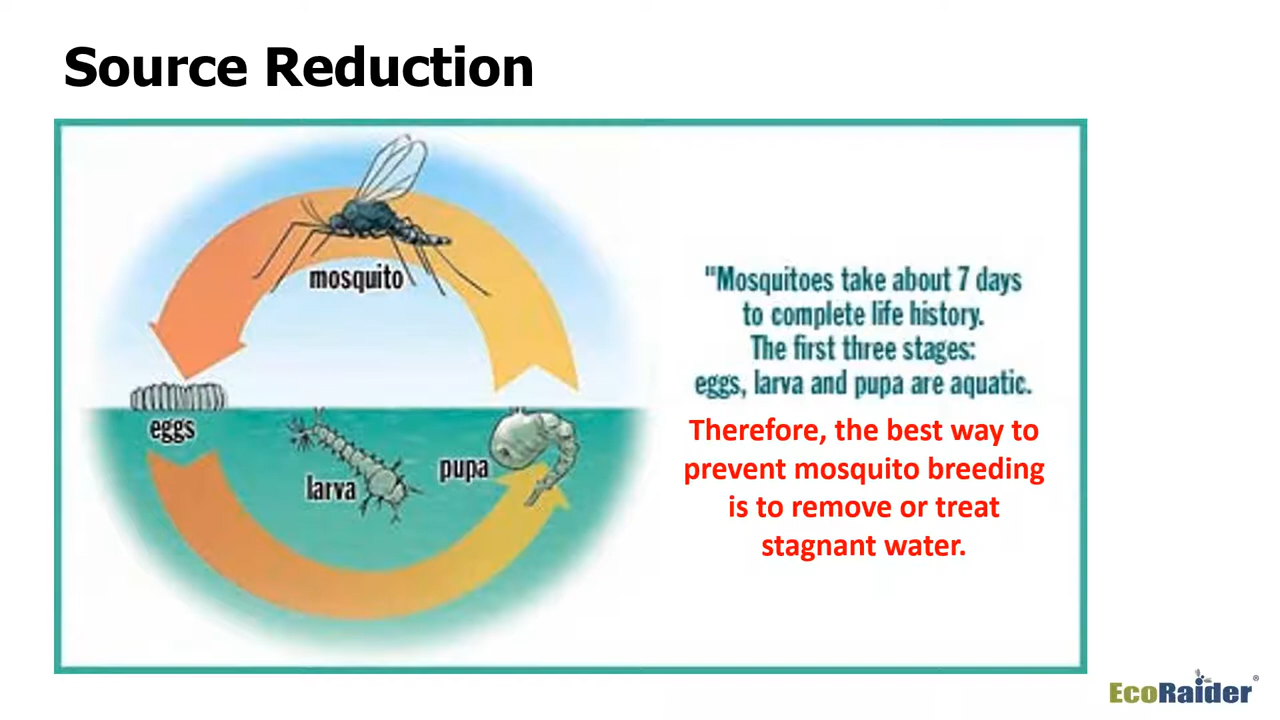 Source Reduction
mosquito
eggs
larva
pupa
"Mosquitoes take about 7 days
to complete life history.
The first three stages:
eggs, larva and pupa are aquatic.
Therefore, the best way to
prevent mosquito breeding
is to remove or treat
stagnant water.
EcoRaider®